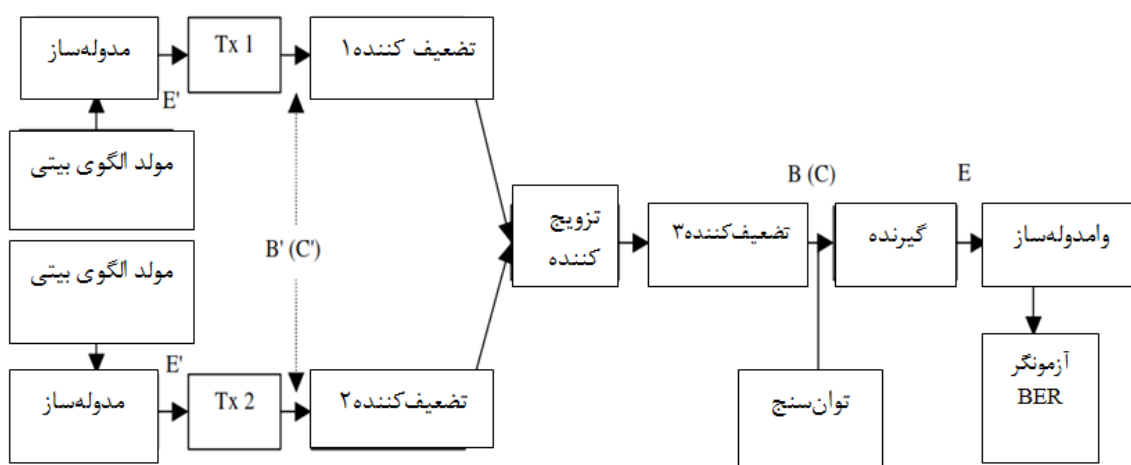 مدوله‌ساز
Tx 1
تضعیف کننده۱
E'
مولد الگوی بیتی
B' (C')
مولد الگوی بیتی
E'
مدوله‌ساز
Tx 2
تضعیف‌کننده۲
تزویج
کننده
تضعیف‌کننده۳
B (C)
گیرنده
E
وامدوله‌ساز
توان‌سنج
آزمونگر
BER